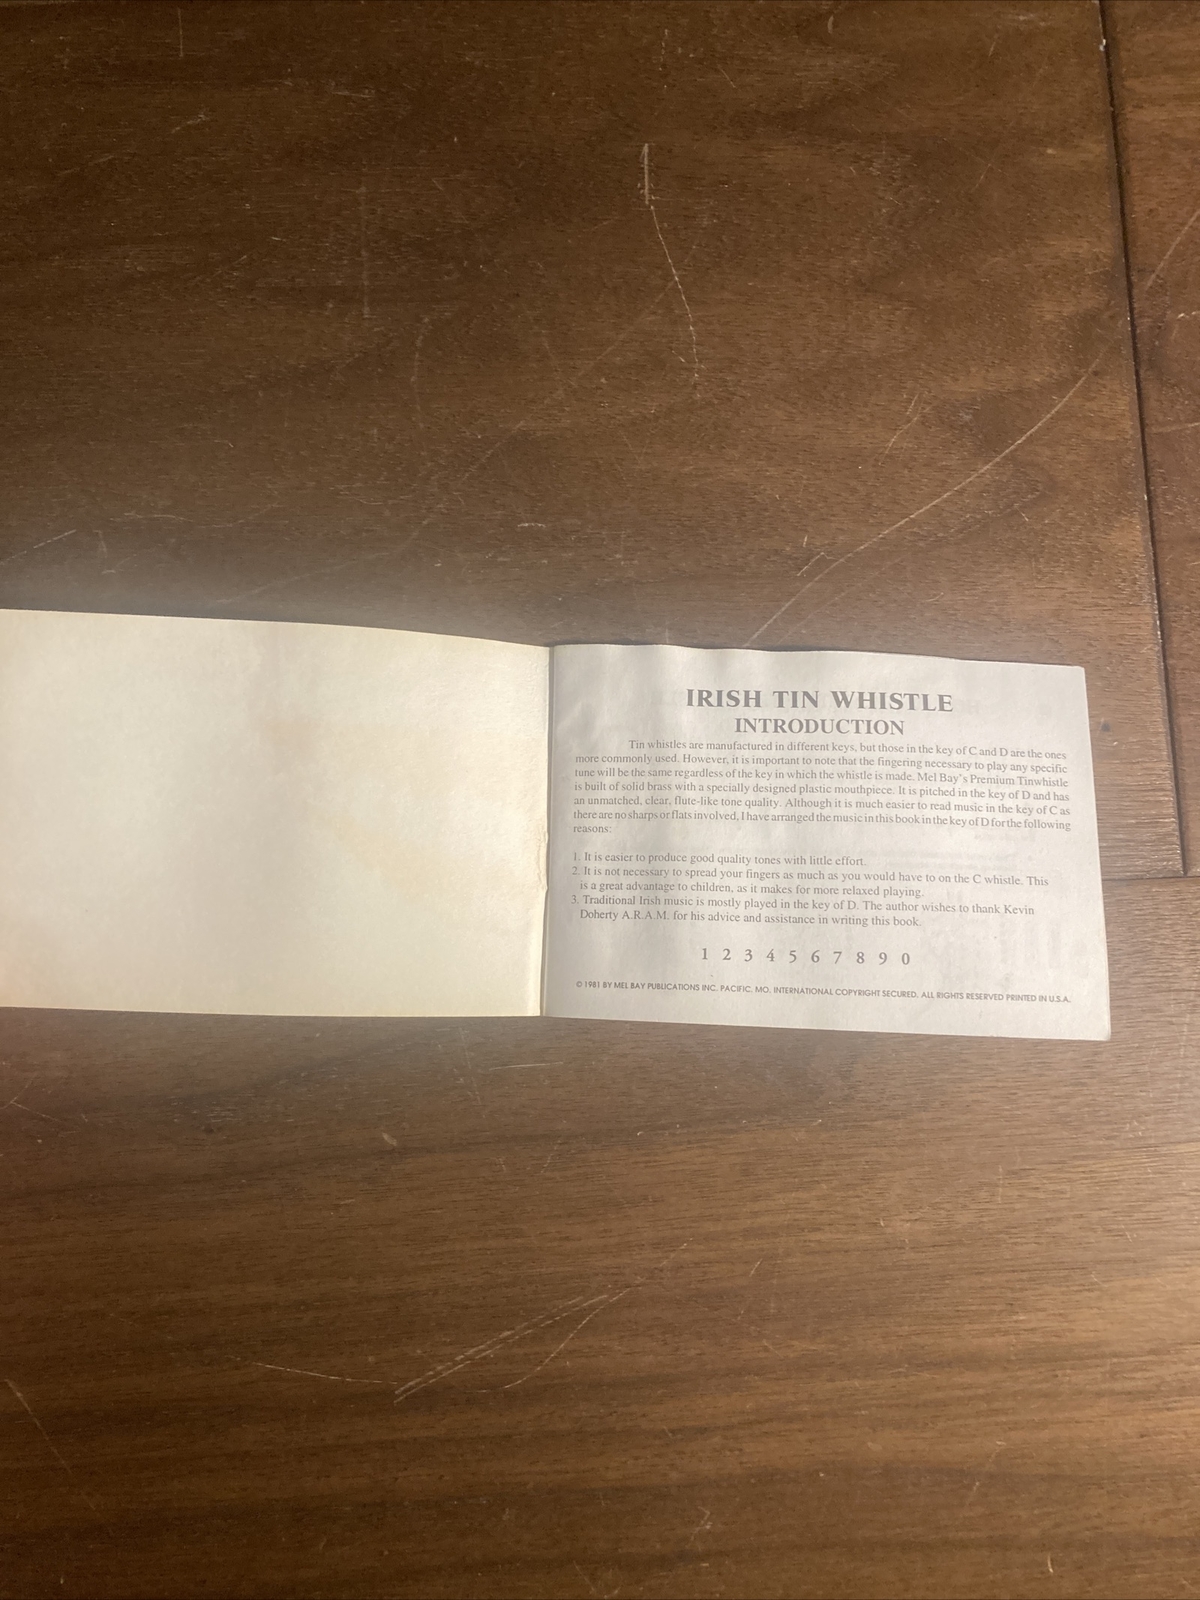 IRISH TIN WHISTLE
INTRODUCTION
Tin whistles are manufactured in different keys, but those in the key of C and D are the ones
more commonly used. However, it is important to note that the fingering necessary to play any specific
tune will be the same regardless of the key in which the whistle is made. Mel Bay's Premium Tinwhistle
is built of solid brass with a specially designed plastic mouthpiece. It is pitched in the key of D and has
an unmatched, clear, flute-like tone quality. Although it is much easier to read music in the key of C as
there are no sharps or flats involved, I have arranged the music in this book in the key of D for the following
reasons:
1. It is easier to produce good quality tones with little effort.
2. It is not necessary to spread your fingers as much as you would have to on the C whistle. This
is a great advantage to children, as it makes for more relaxed playing.
3. Traditional Irish music is mostly played in the key of D. The author wishes to thank Kevin
Doherty A.R.A.M. for his advice and assistance in writing this book.
1 2 3 4 5 6 7 8 9 0
© 1981 BY MEL BAY PUBLICATIONS INC. PACIFIC, MO. INTERNATIONAL COPYRIGHT SECURED. ALL RIGHTS RESERVED PRINTED IN U.S.A.